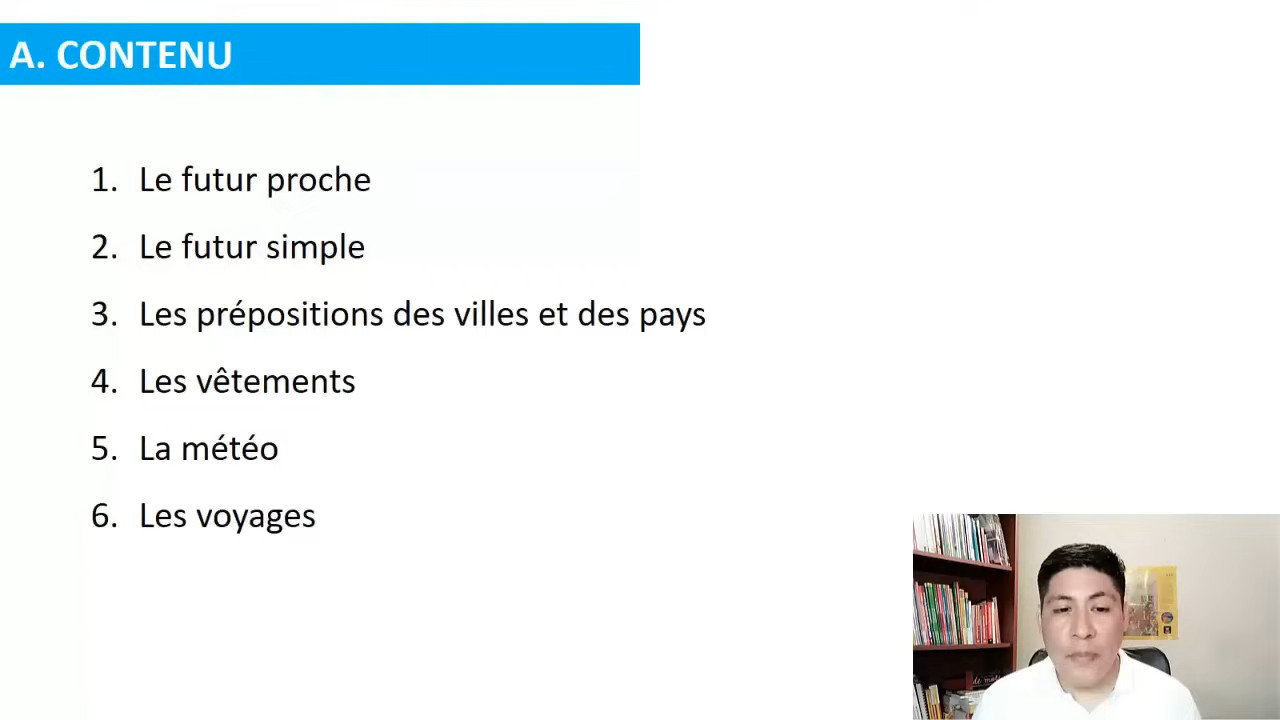 A. CONTENU
1. Le futur proche
2. Le futur simple
3. Les prépositions des villes et des pays
4. Les vêtements
5. La météo
6. Les voyages